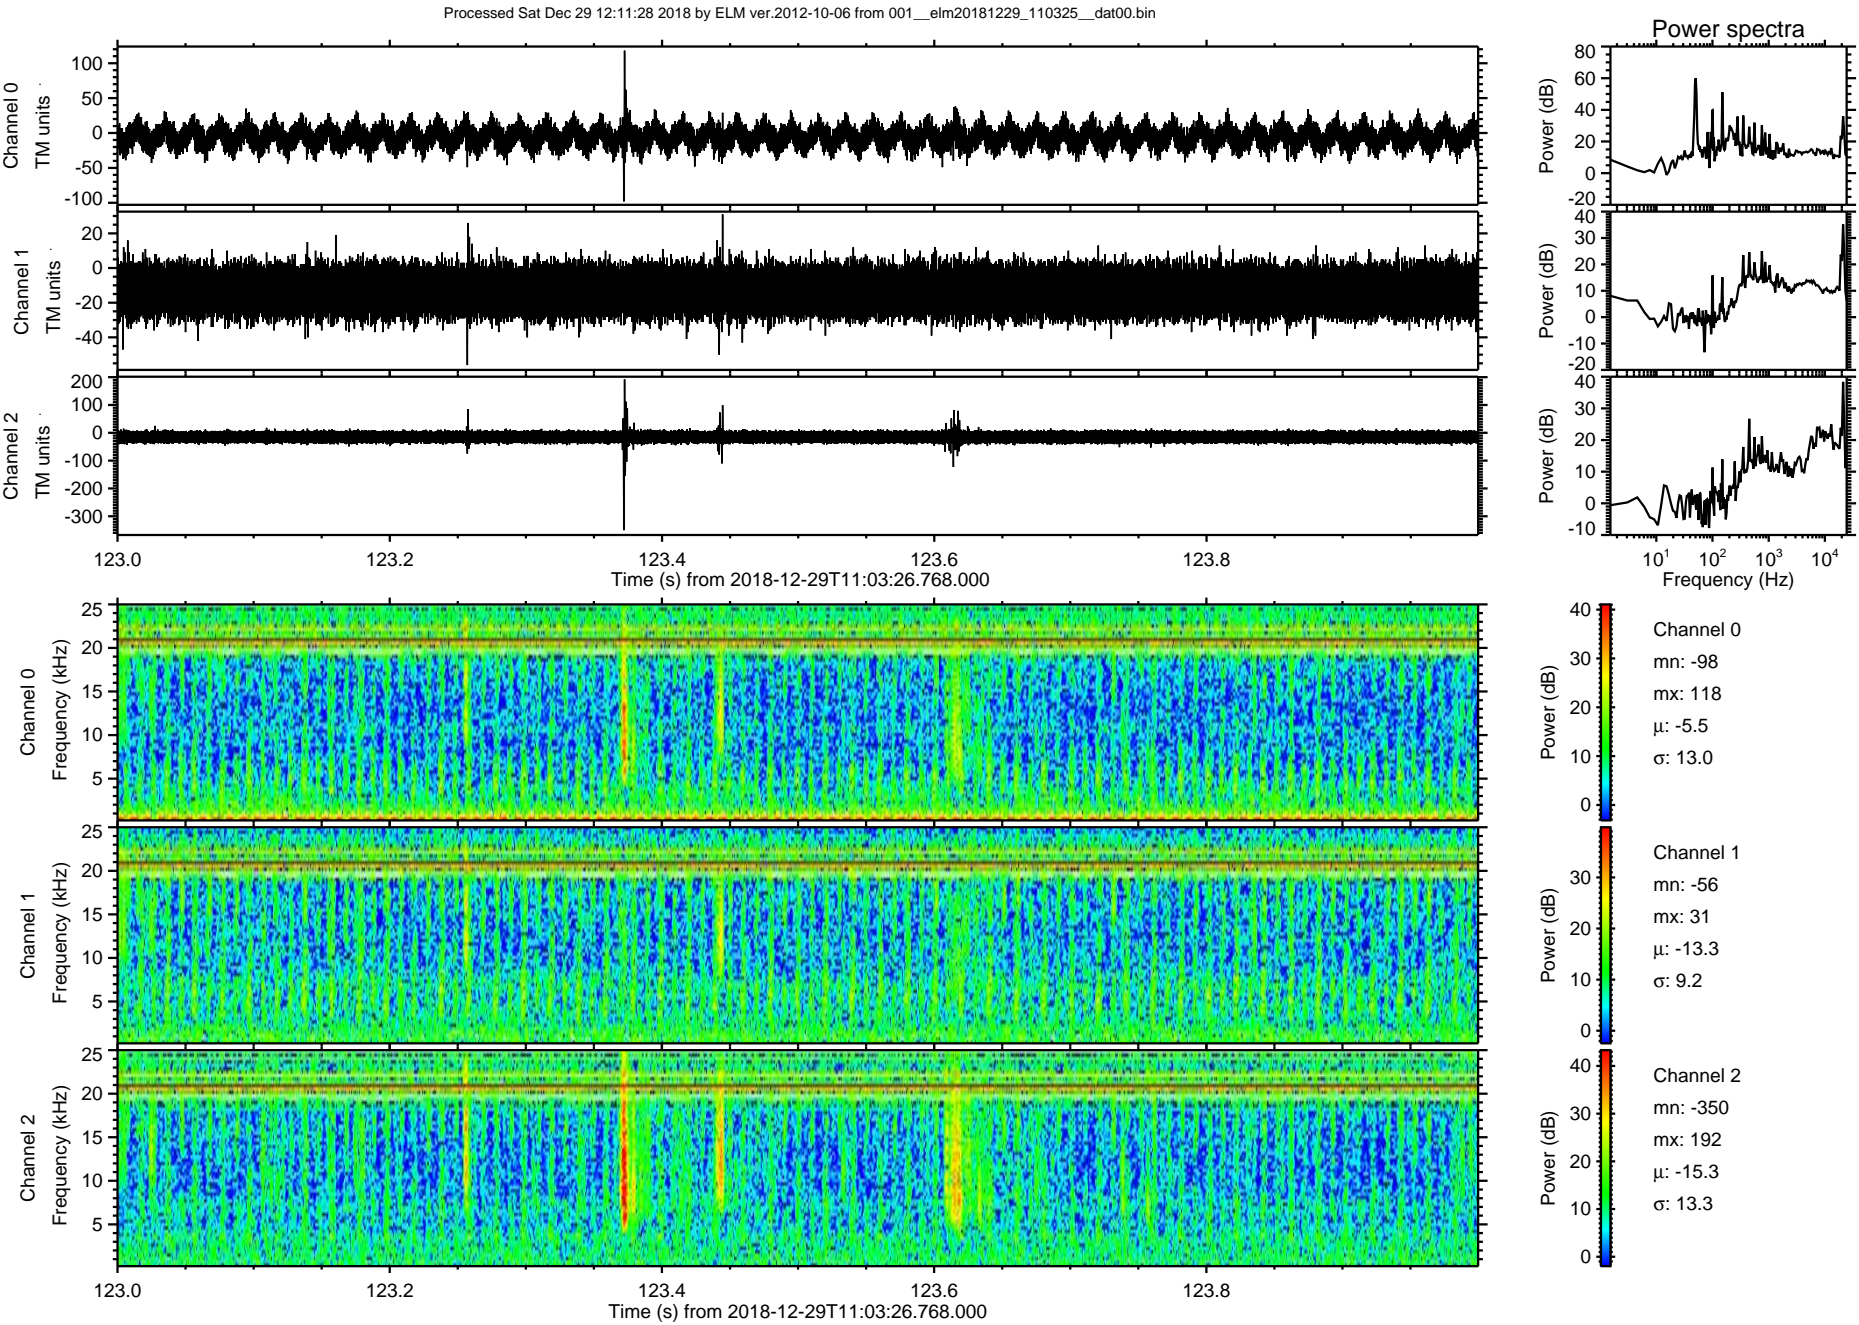 Processed Sat Dec 29 12:11:28 2018 by ELM ver.2012-10-06 from 001__elm20181229_110325__dat00.bin
Power spectra
Channel 0
TM units
100
50
0
-50
-100
Power (dB)
80
60
40
20
0
-20
Channel 1
TM units
20
0
-20
-40
Power (dB)
40
30
20
10
0
-10
-20
Channel 2
TM units
200
100
0
-100
-200
-300
Power (dB)
40
30
20
10
0
-10
123.0 123.2 123.4 123.6 123.8
Time (s) from 2018-12-29T11:03:26.768.000
10¹ 10² 10³ 10⁴
Frequency (Hz)
Channel 0
Frequency (kHz)
25
20
15
10
5
Power (dB)
40
30
20
10
0
Channel 0
mn: -98
mx: 118
μ: -5.5
σ: 13.0
Channel 1
Frequency (kHz)
25
20
15
10
5
Power (dB)
30
20
10
0
Channel 1
mn: -56
mx: 31
μ: -13.3
σ: 9.2
Channel 2
Frequency (kHz)
25
20
15
10
5
Power (dB)
40
30
20
10
0
Channel 2
mn: -350
mx: 192
μ: -15.3
σ: 13.3
123.0 123.2 123.4 123.6 123.8
Time (s) from 2018-12-29T11:03:26.768.000